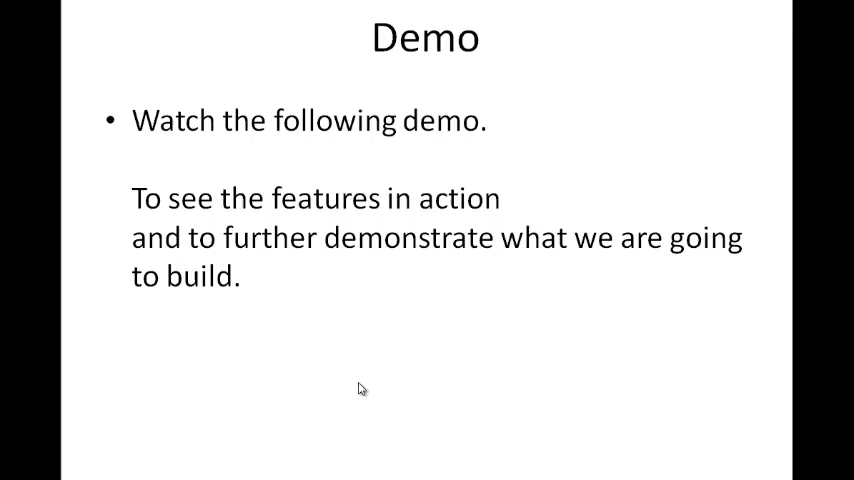 Demo
• Watch the following demo.
To see the features in action
and to further demonstrate what we are going
to build.